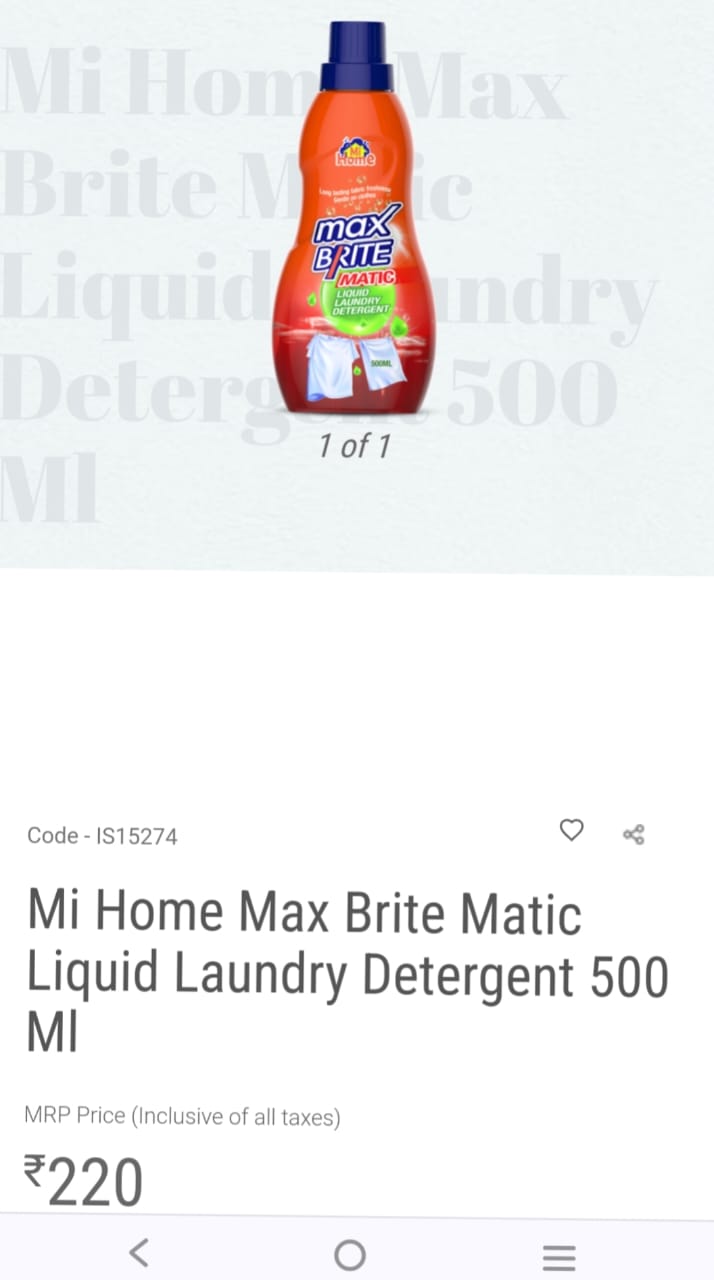 Mi Home Max
Brite Matic
Liquid Laundry
Detergent 500
Ml
Mi
Home
Long lasting fabric freshness
Gentle on clothes
max
BRITE
MATIC
LIQUID
LAUNDRY
DETERGENT
500ML
1 of 1
Code - IS15274
Mi Home Max Brite Matic
Liquid Laundry Detergent 500
Ml
MRP Price (Inclusive of all taxes)
₹220